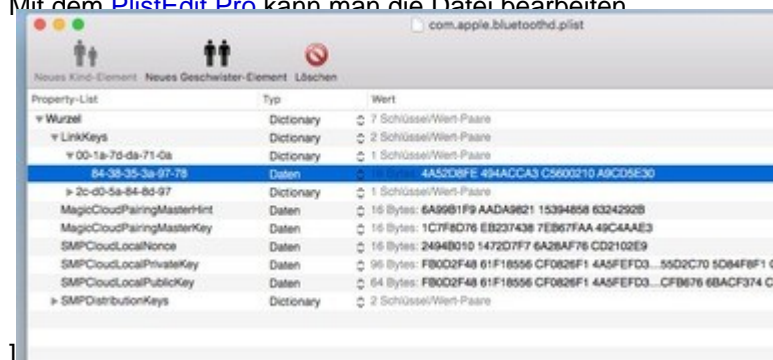 Mit dem PlistEdit Pro kann man die Datei bearbeiten
com.apple.bluetoothd.plist
Neues Kind-Element Neues Geschwister-Element Löschen
Property-List Typ Wert
Wurzel Dictionary 7 Schlüssel/Wert-Paare
LinkKeys Dictionary 2 Schlüssel/Wert-Paare
00-1a-7d-da-71-0a Dictionary 1 Schlüssel/Wert-Paare
84-38-35-3a-97-78 Daten 16 Bytes: 4A52D8FE 494ACCA3 C5600210 A9CD5E30
2c-d0-5a-84-8d-97 Dictionary 1 Schlüssel/Wert-Paare
MagicCloudPairingMasterHint Daten 16 Bytes: 6A99B1F9 AADA9821 15394858 6324292B
MagicCloudPairingMasterKey Daten 16 Bytes: 1C7F8D76 EB237438 7EB67FAA 49C4AAE3
SMPCloudLocalNonce Daten 16 Bytes: 2494B010 1472D7F7 6A28AF76 CD2102E9
SMPCloudLocalPrivateKey Daten 96 Bytes: FB0D2F48 61F18556 CF0826F1 4A5FEFD3...55D2C70 5D84F8F1
SMPCloudLocalPublicKey Daten 64 Bytes: FB0D2F48 61F18556 CF0826F1 4A5FEFD3...CFB676 6BACF374
SMPDistributionKeys Dictionary 2 Schlüssel/Wert-Paare
]